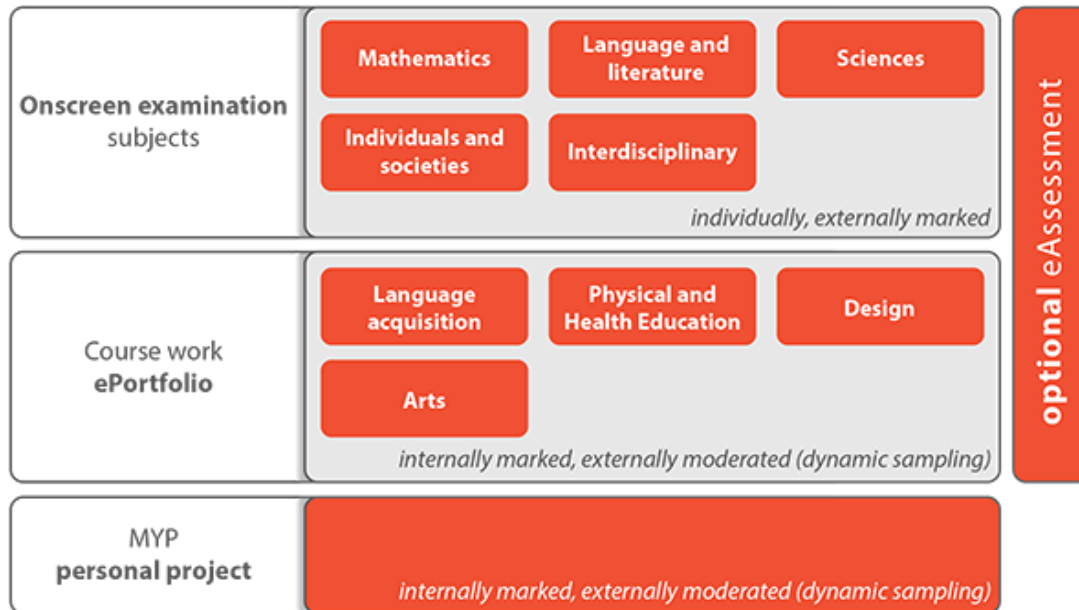 Onscreen examination
subjects
Mathematics
Language and
literature
Sciences
Individuals and
societies
Interdisciplinary
individually, externally marked
Course work
ePortfolio
Language
acquisition
Physical and
Health Education
Design
Arts
internally marked, externally moderated (dynamic sampling)
MYP
personal project
internally marked, externally moderated (dynamic sampling)
optional eAssessment